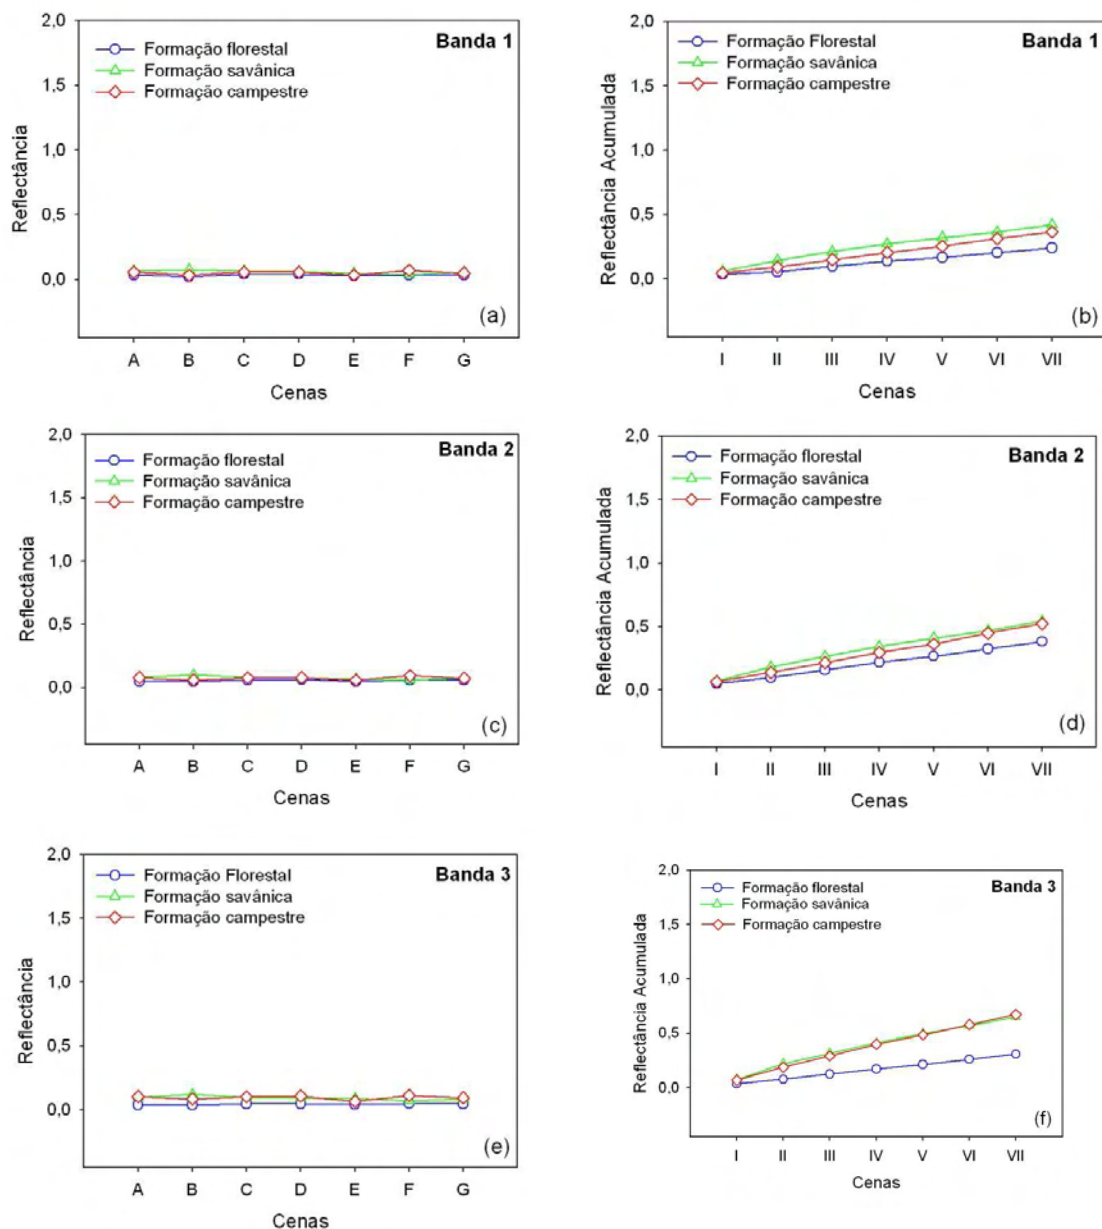 2,0
Formação florestal
Banda 1
Formação savânica
1,5
Formação campestre
Reflectância
1,0
0,5
0,0
(a)
A B C D E F G
Cenas
2,0
Formação Florestal
Banda 1
Formação savânica
1,5
Formação campestre
Reflectância Acumulada
1,0
0,5
0,0
(b)
I II III IV V VI VII
Cenas
2,0
Banda 2
Formação florestal
Formação savânica
1,5
Formação campestre
Reflectância
1,0
0,5
0,0
(c)
A B C D E F G
Cenas
2,0
Formação florestal
Banda 2
Formação savânica
1,5
Formação campestre
Reflectância Acumulada
1,0
0,5
0,0
(d)
I II III IV V VI VII
Cenas
2,0
Formação Florestal
Banda 3
Formação savânica
1,5
Formação campestre
Reflectância
1,0
0,5
0,0
(e)
A B C D E F G
Cenas
2,0
Formação florestal
Banda 3
Formação savânica
1,5
Formação campestre
Reflectância Acumulada
1,0
0,5
0,0
(f)
I II III IV V VI VII
Cenas